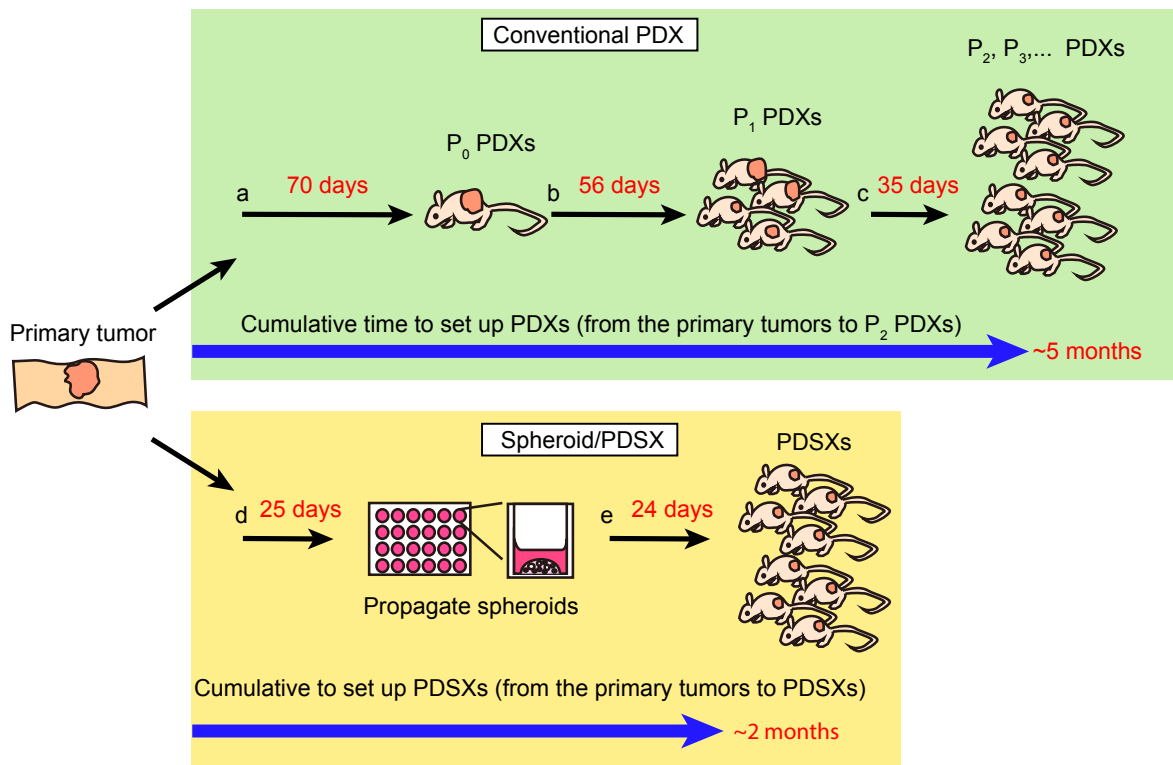 Conventional PDX
P₂, P₃,... PDXs
P₁ PDXs
P₀ PDXs
a 70 days b 56 days c 35 days
Cumulative time to set up PDXs (from the primary tumors to P₂ PDXs)
~5 months
Primary tumor
Spheroid/PDSX
PDSXs
d 25 days e 24 days
Propagate spheroids
Cumulative to set up PDSXs (from the primary tumors to PDSXs)
~2 months